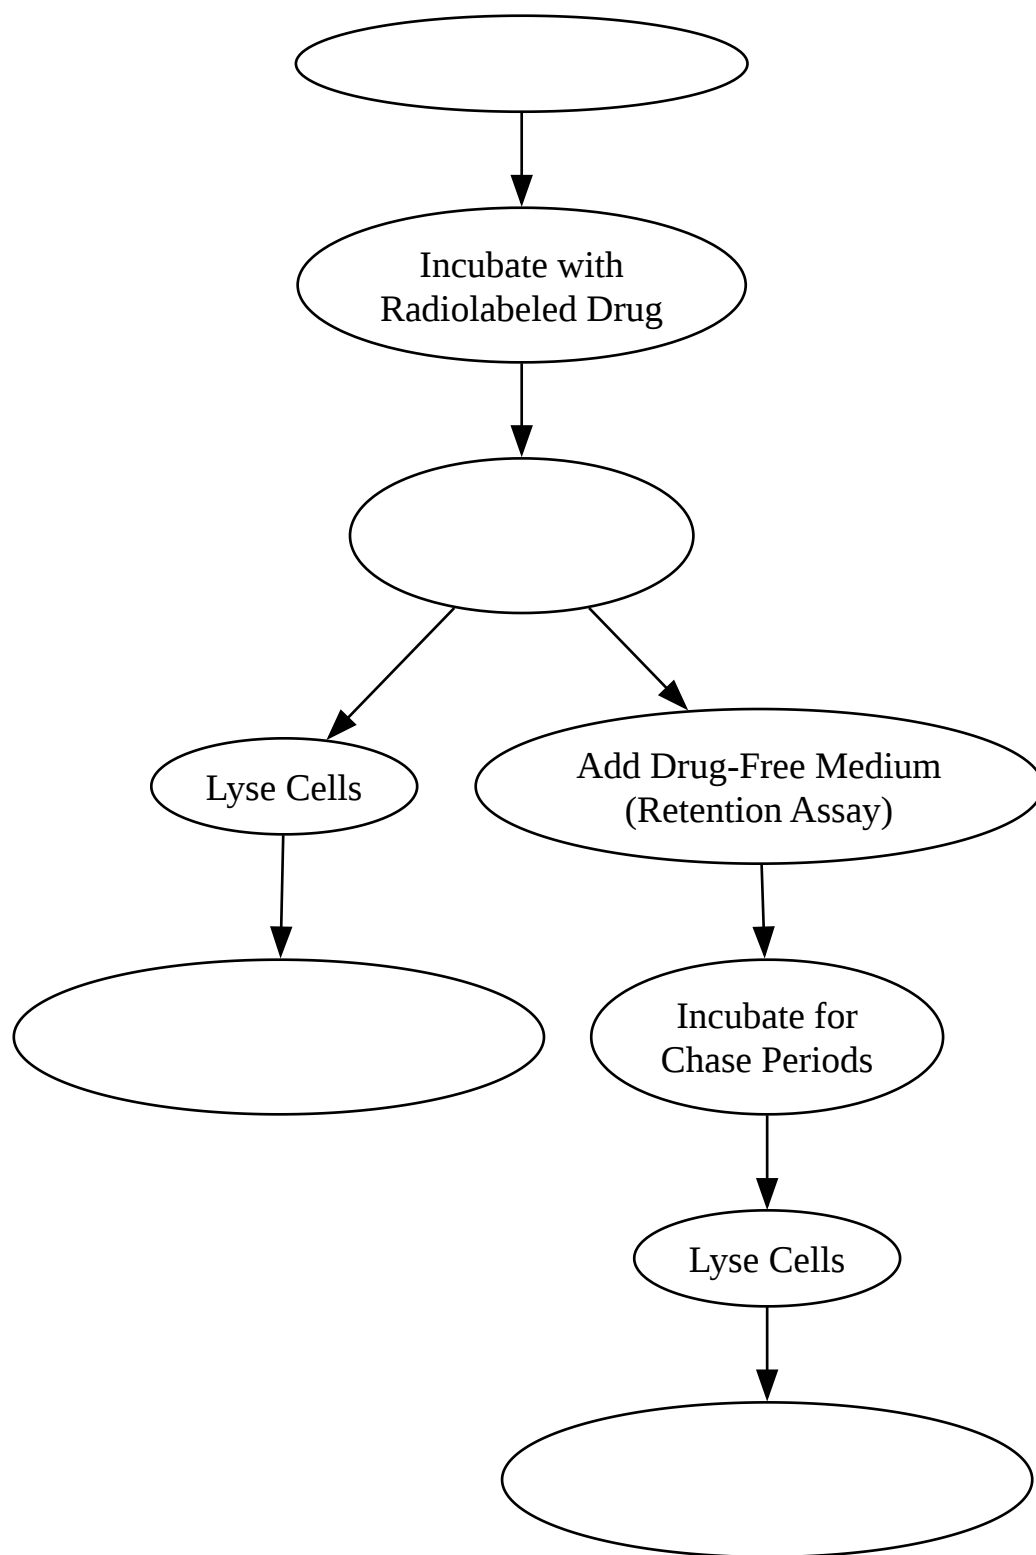 Incubate with
Radiolabeled Drug
Lyse Cells
Add Drug-Free Medium
(Retention Assay)
Incubate for
Chase Periods
Lyse Cells